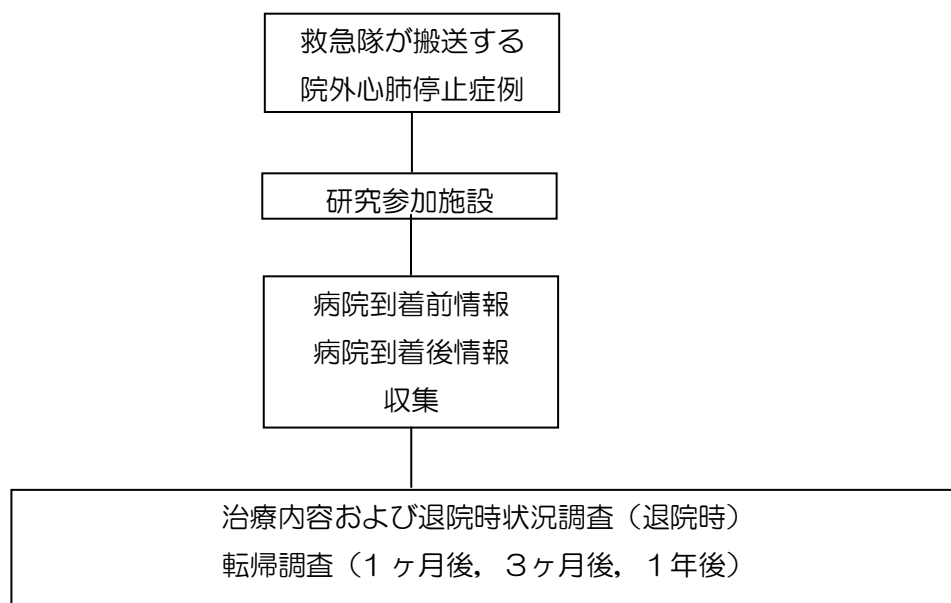 救急隊が搬送する
院外心肺停止症例
研究参加施設
病院到着前情報
病院到着後情報
収集
治療内容および退院時状況調査（退院時）
転帰調査（１ヶ月後，３ヶ月後，１年後）